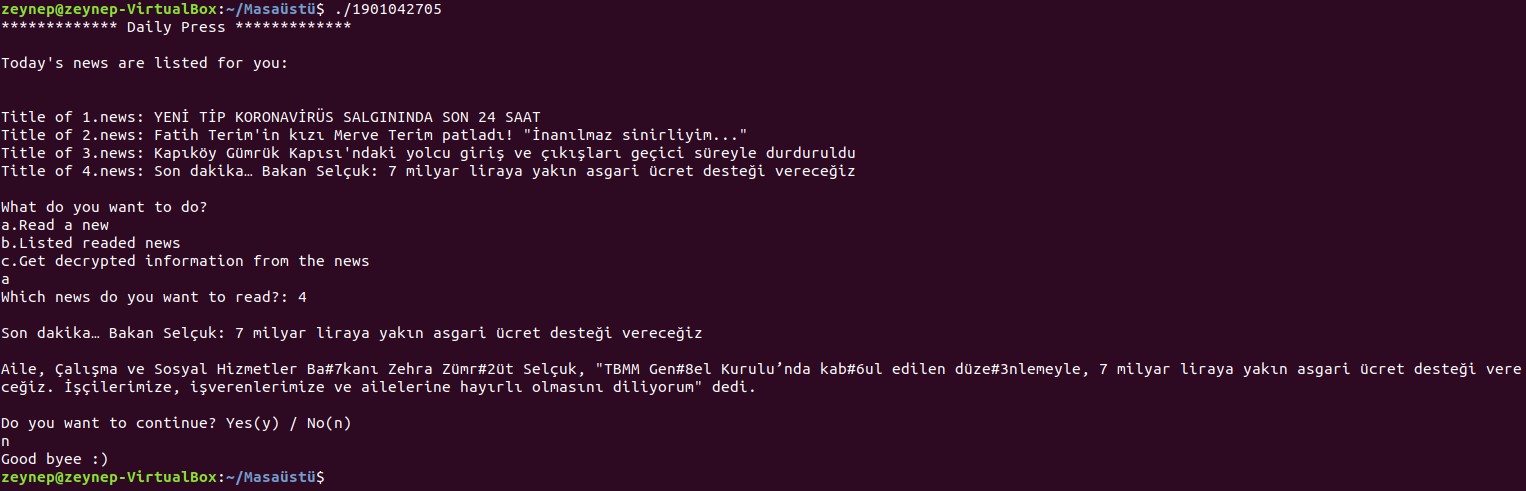 zeynep@zeynep-VirtualBox:~/Masaüstü$ ./1901042705
************* Daily Press *************
Today's news are listed for you:
Title of 1.news: YENİ TİP KORONAVİRÜS SALGININDA SON 24 SAAT
Title of 2.news: Fatih Terim'in kızı Merve Terim patladı! "İnanılmaz sinirliyim..."
Title of 3.news: Kapıköy Gümrük Kapısı'ndaki yolcu giriş ve çıkışları geçici süreyle durduruldu
Title of 4.news: Son dakika… Bakan Selçuk: 7 milyar liraya yakın asgari ücret desteği vereceğiz
What do you want to do?
a.Read a new
b.Listed readed news
c.Get decrypted information from the news
a
Which news do you want to read?: 4
Son dakika… Bakan Selçuk: 7 milyar liraya yakın asgari ücret desteği vereceğiz
Aile, Çalışma ve Sosyal Hizmetler Ba#7kanı Zehra Zümr#2üt Selçuk, "TBMM Gen#8el Kurulu’nda kab#6ul edilen düze#3nlemeyle, 7 milyar liraya yakın asgari ücret desteği vere
ceğiz. İşçilerimize, işverenlerimize ve ailelerine hayırlı olmasını diliyorum" dedi.
Do you want to continue? Yes(y) / No(n)
n
Good byee :)
zeynep@zeynep-VirtualBox:~/Masaüstü$